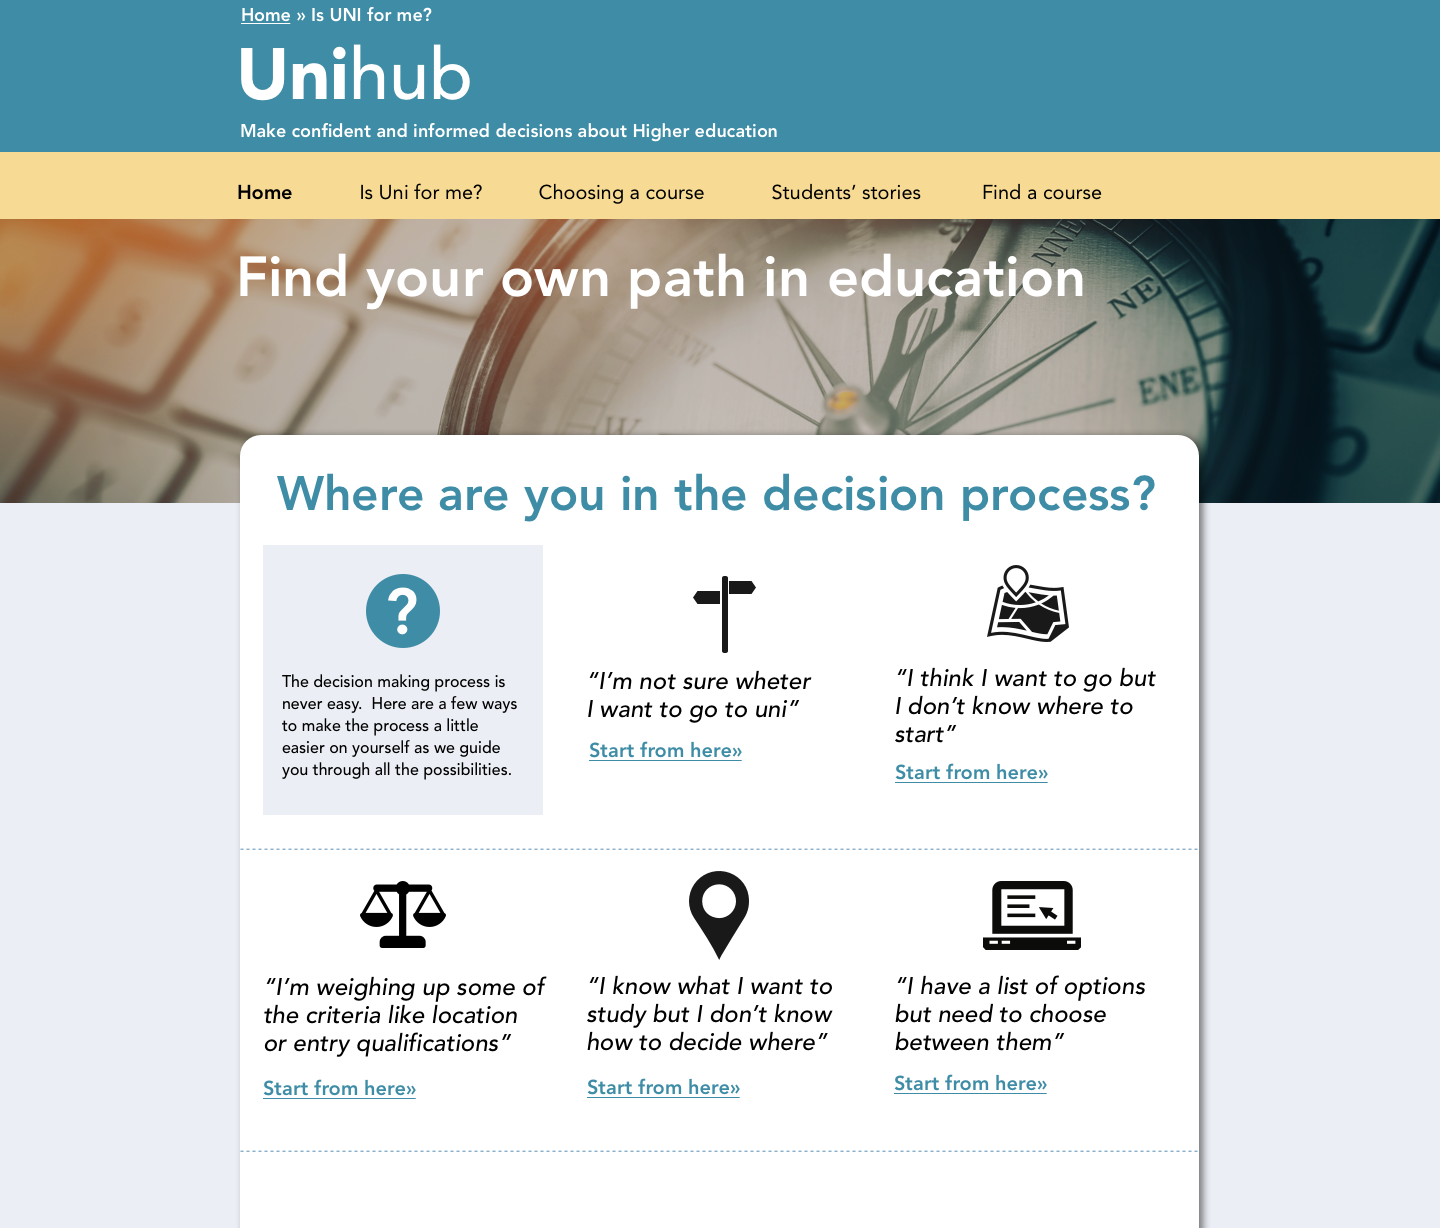 Home » Is UNI for me?
Unihub
Make confident and informed decisions about Higher education
Home Is Uni for me? Choosing a course Students’ stories Find a course
Find your own path in education
NNE
NE
ENE
NW
W
Where are you in the decision process?
?
The decision making process is
never easy. Here are a few ways
to make the process a little
easier on yourself as we guide
you through all the possibilities.
“I’m not sure wheter
I want to go to uni”
Start from here»
“I think I want to go but
I don’t know where to
start”
Start from here»
“I’m weighing up some of
the criteria like location
or entry qualifications”
Start from here»
“I know what I want to
study but I don’t know
how to decide where”
Start from here»
“I have a list of options
but need to choose
between them”
Start from here»